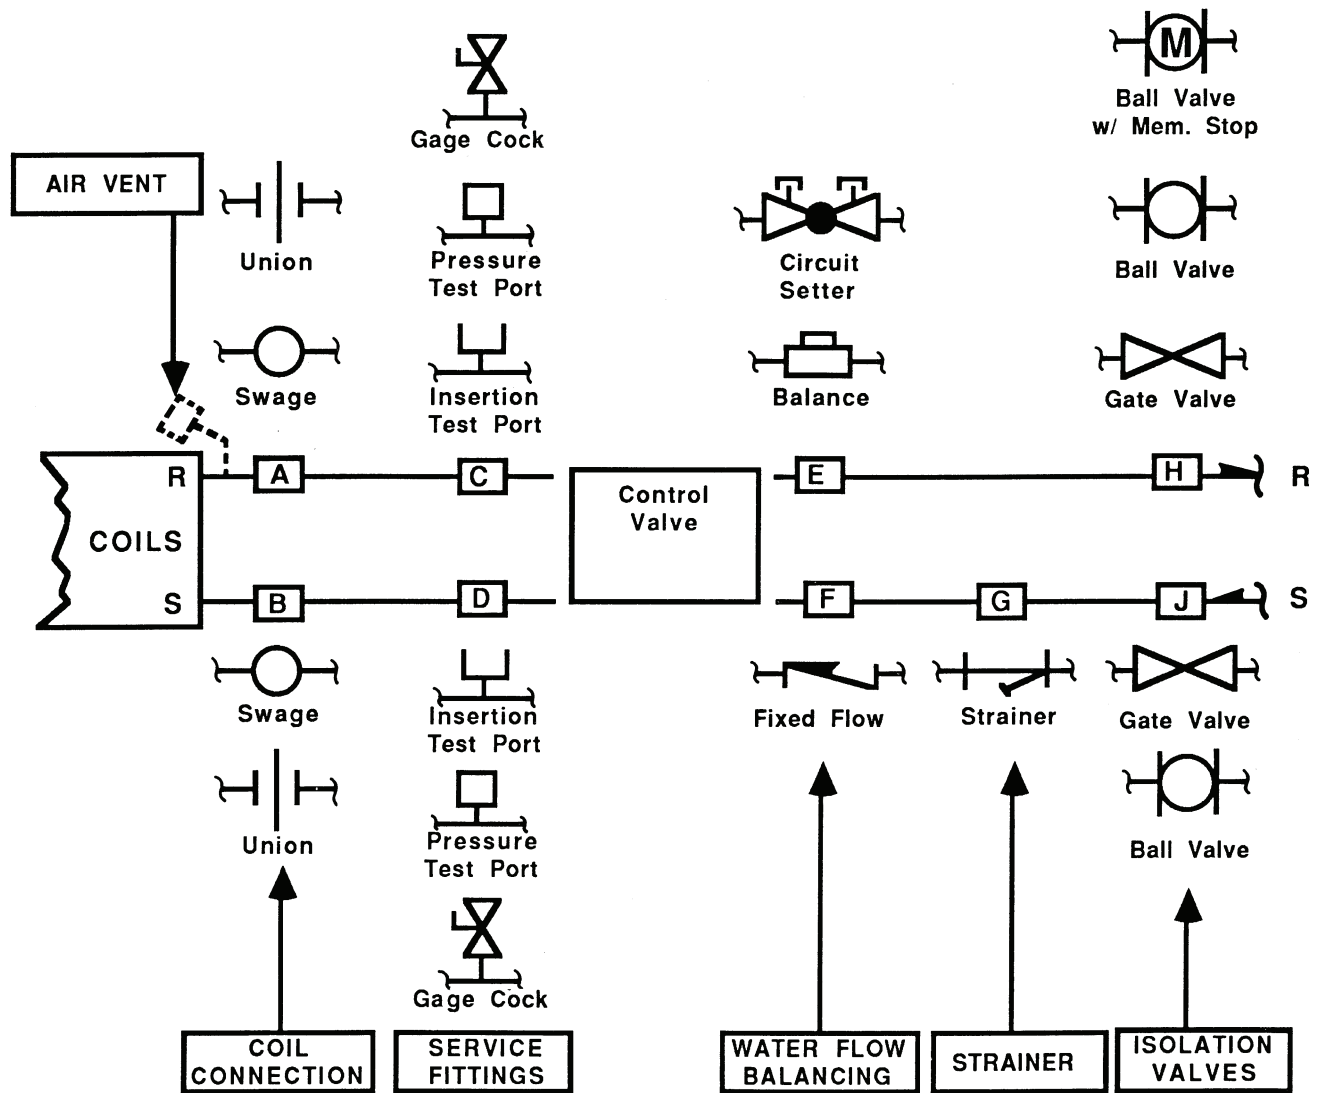 M
Ball Valve
w/ Mem. Stop
Gage Cock
AIR VENT
Union
Pressure
Test Port
Circuit
Setter
Ball Valve
Swage
Insertion
Test Port
Balance
Gate Valve
R
A
C
Control
Valve
E
H
R
COILS
S
B
D
F
G
J
S
Swage
Insertion
Test Port
Fixed Flow
Strainer
Gate Valve
Union
Pressure
Test Port
Ball Valve
Gage Cock
COIL
CONNECTION
SERVICE
FITTINGS
WATER FLOW
BALANCING
STRAINER
ISOLATION
VALVES